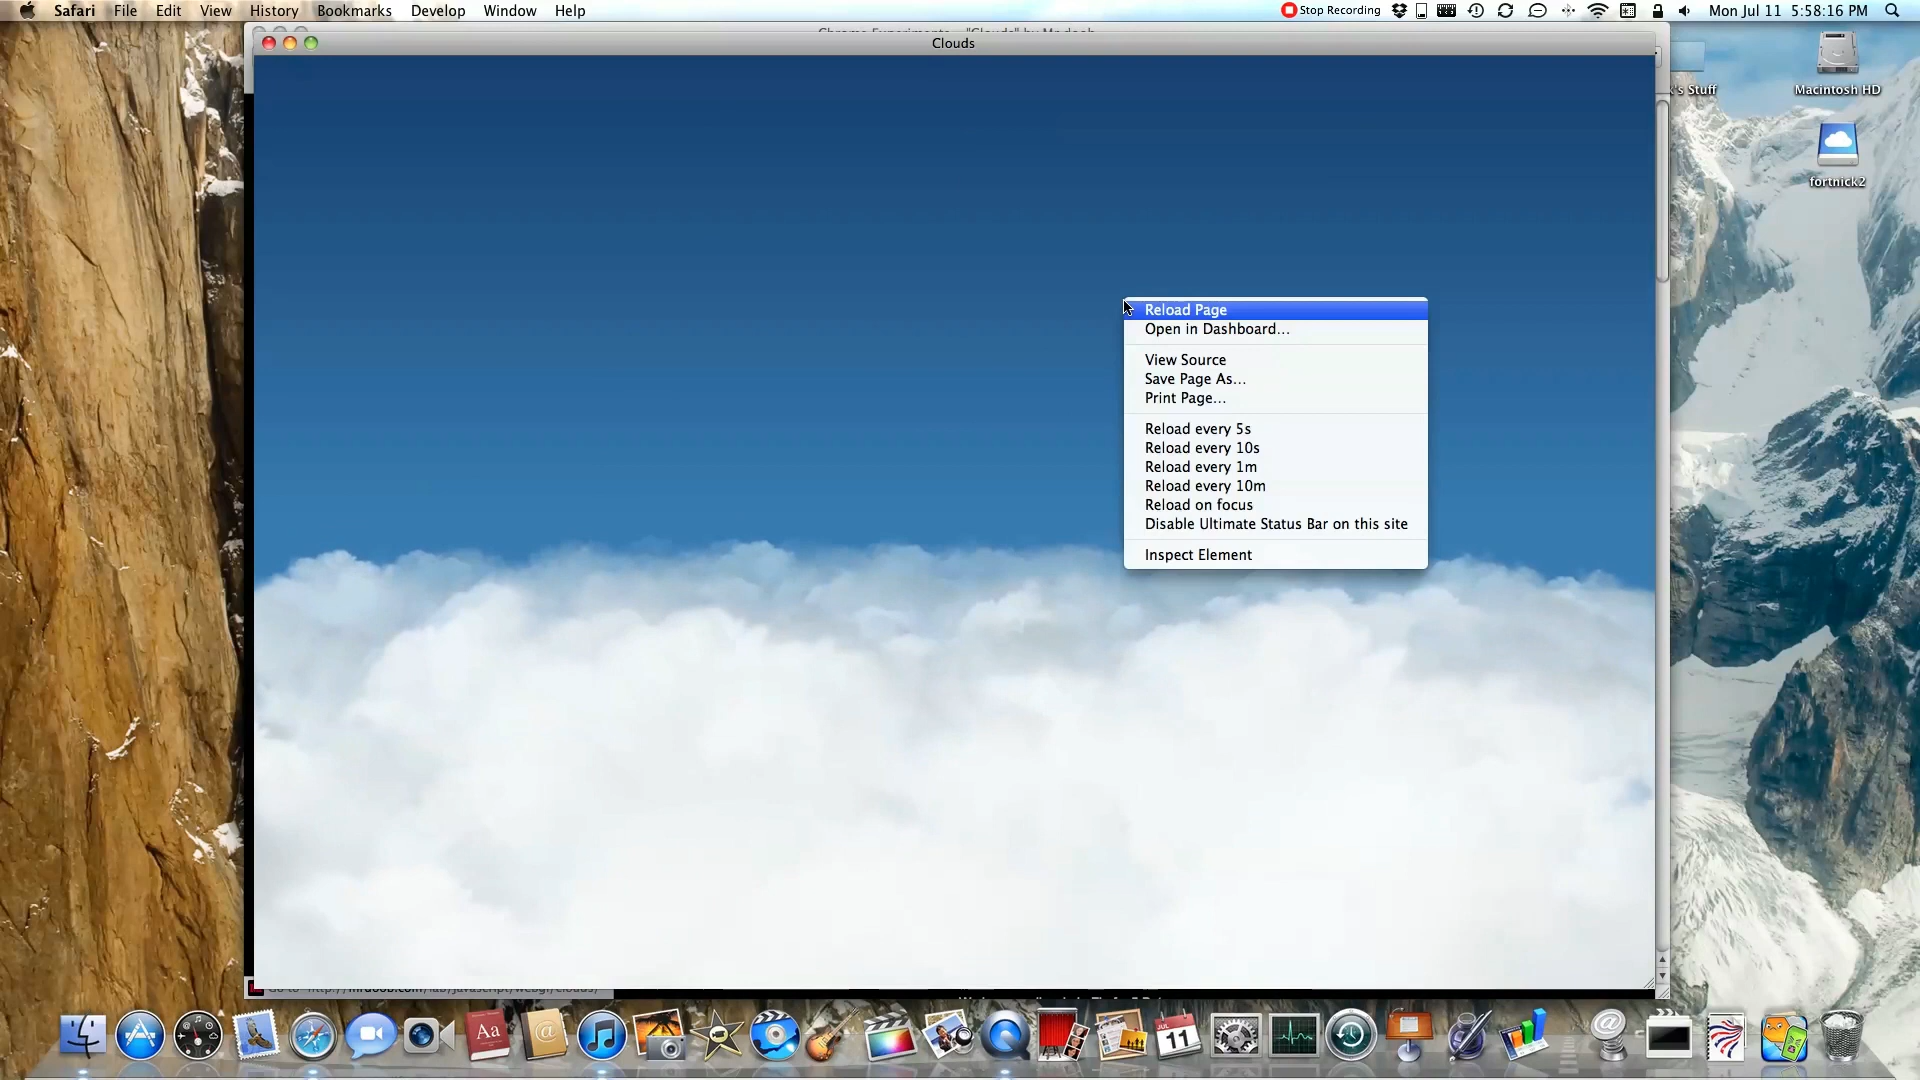 Safari File Edit View History Bookmarks Develop Window Help Stop Recording Mon Jul 11 5:58:16 PM
Clouds
's Stuff
Macintosh HD
fortnick2
Reload Page
Open in Dashboard...
View Source
Save Page As...
Print Page...
Reload every 5s
Reload every 10s
Reload every 1m
Reload every 10m
Reload on focus
Disable Ultimate Status Bar on this site
Inspect Element
Aa
@
JUL
11
@